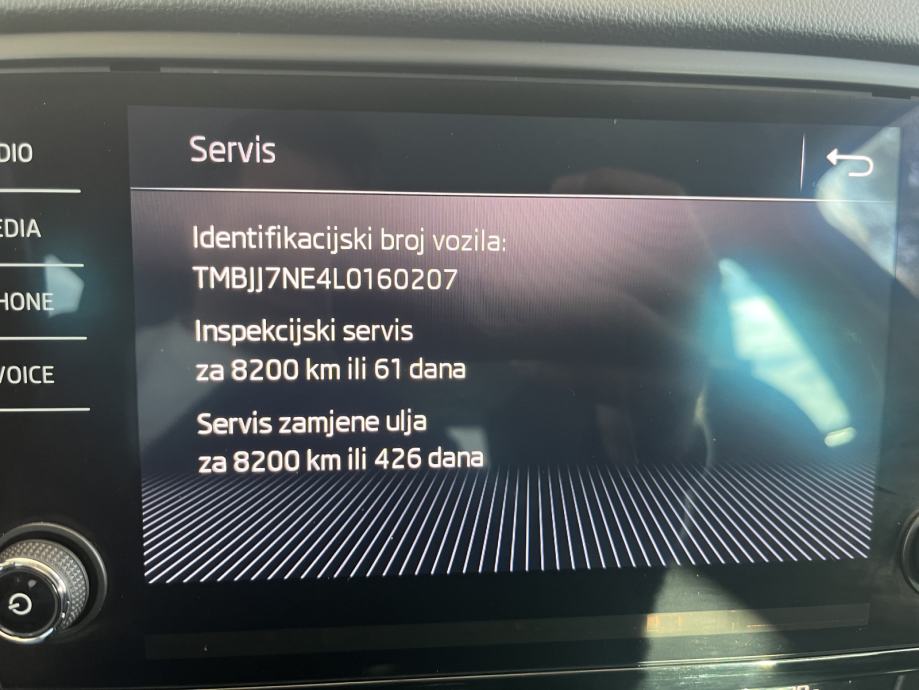 Servis
DIO
EDIA
HONE
VOICE
Identifikacijski broj vozila:
TMBJJ7NE4L0160207
Inspekcijski servis
za 8200 km ili 61 dana
Servis zamjene ulja
za 8200 km ili 426 dana